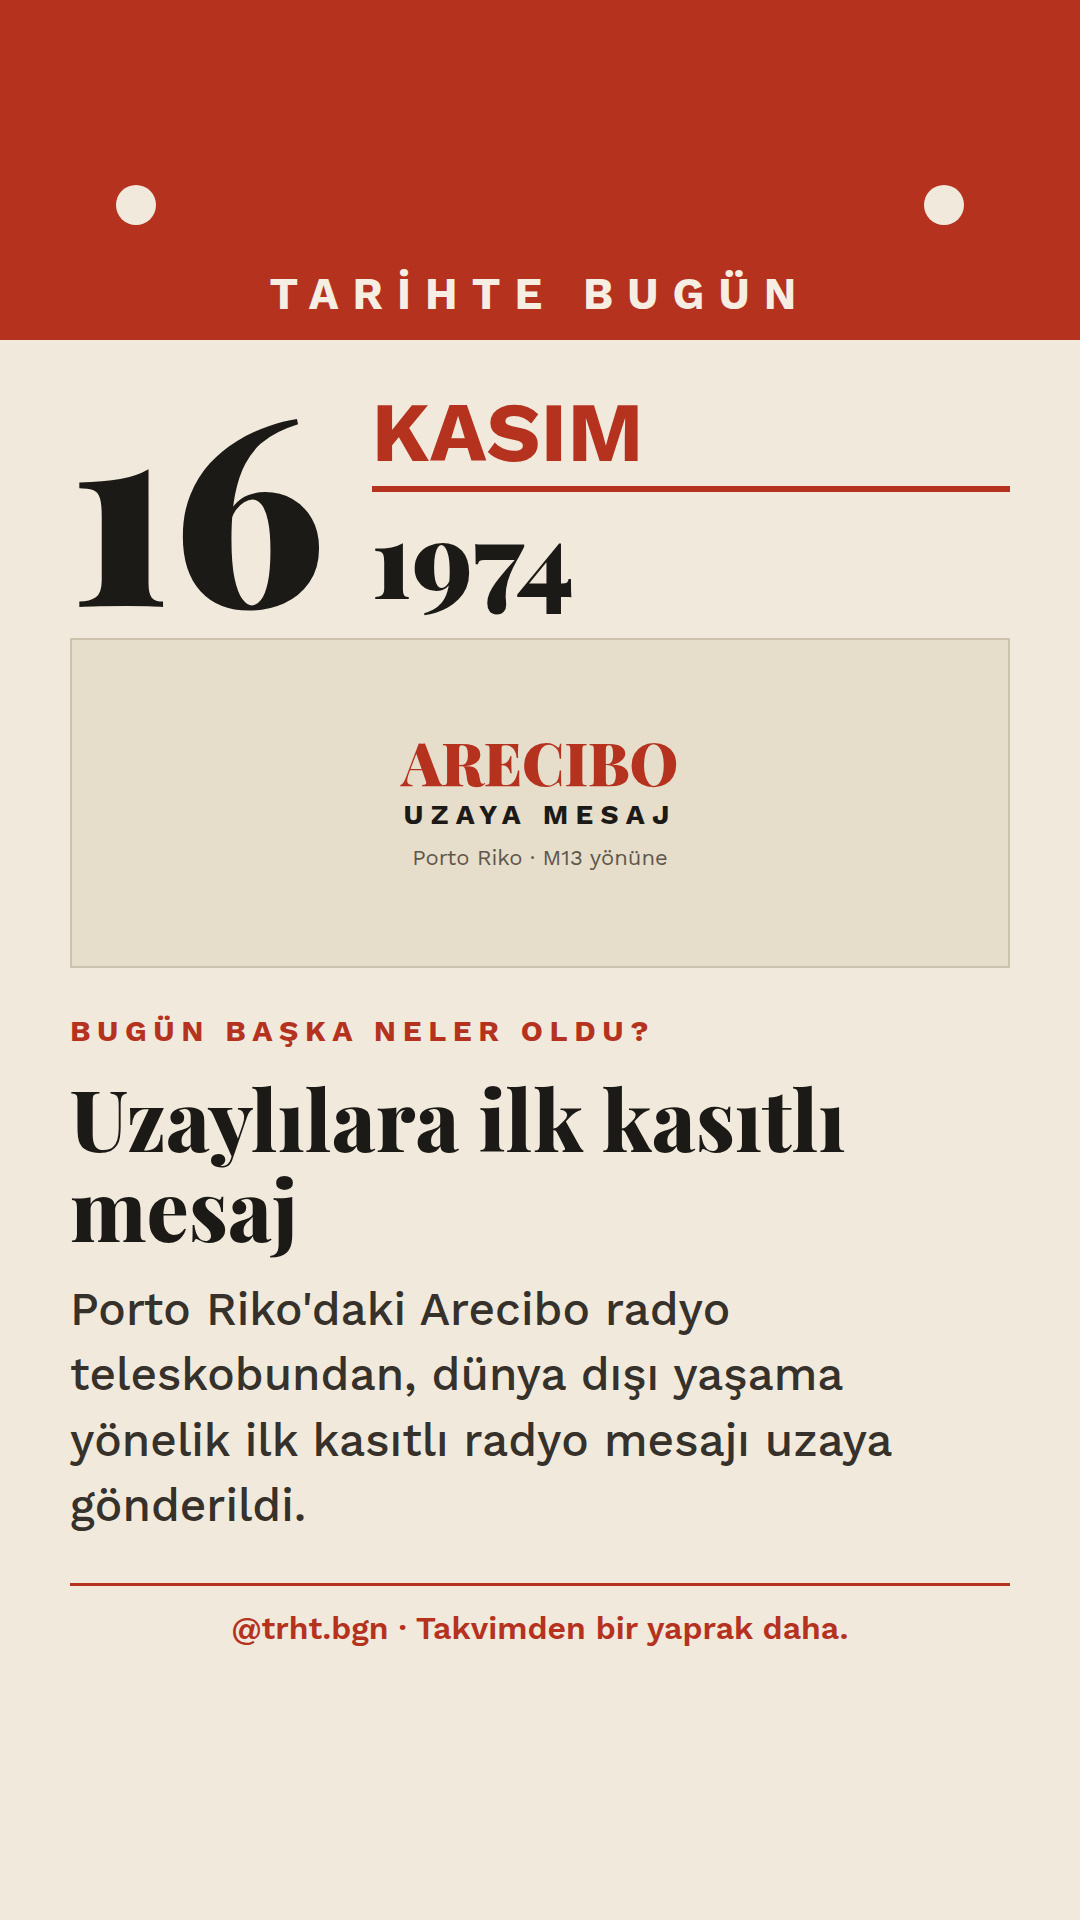 TARİHTE BUGÜN
16
KASIM
1974
ARECIBO
UZAYA MESAJ
Porto Riko · M13 yönüne
BUGÜN BAŞKA NELER OLDU?
Uzaylılara ilk kasıtlı
mesaj
Porto Riko'daki Arecibo radyo
teleskobundan, dünya dışı yaşama
yönelik ilk kasıtlı radyo mesajı uzaya
gönderildi.
@trht.bgn · Takvimden bir yaprak daha.